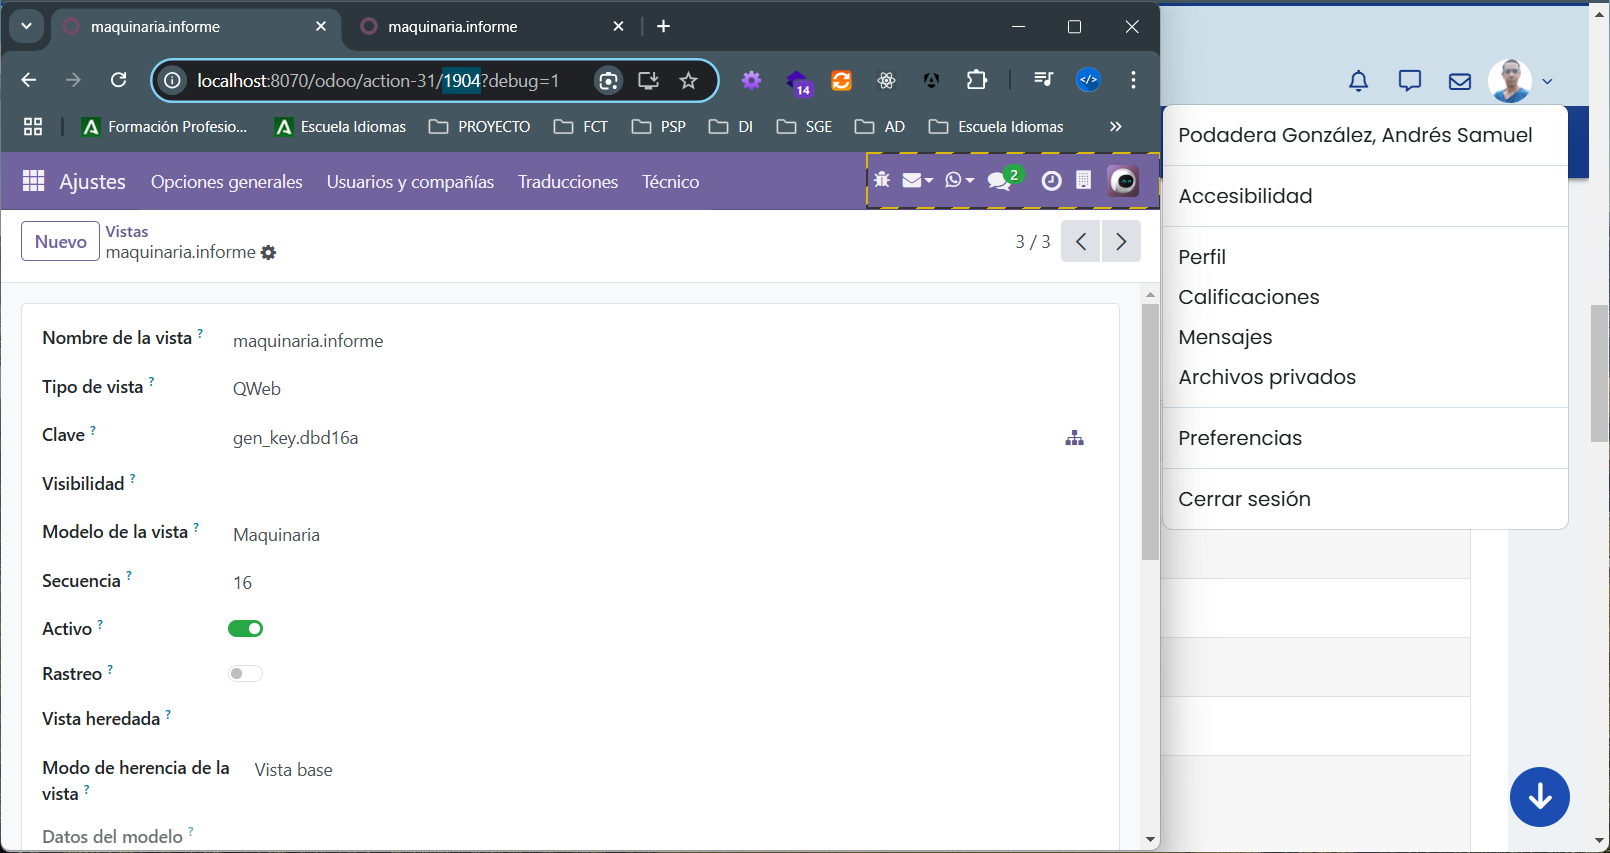 maquinaria.informe
maquinaria.informe
localhost:8070/odoo/action-31/1904?debug=1
14
Formación Profesio...
Escuela Idiomas
PROYECTO
FCT
PSP
DI
SGE
AD
Escuela Idiomas
»
Ajustes
Opciones generales
Usuarios y compañías
Traducciones
Técnico
2
Nuevo
Vistas
maquinaria.informe
3 / 3
Nombre de la vista ?
maquinaria.informe
Tipo de vista ?
QWeb
Clave ?
gen_key.dbd16a
Visibilidad ?
Modelo de la vista ?
Maquinaria
Secuencia ?
16
Activo ?
Rastreo ?
Vista heredada ?
Modo de herencia de la
vista ?
Vista base
Datos del modelo ?
Podadera González, Andrés Samuel
Accesibilidad
Perfil
Calificaciones
Mensajes
Archivos privados
Preferencias
Cerrar sesión